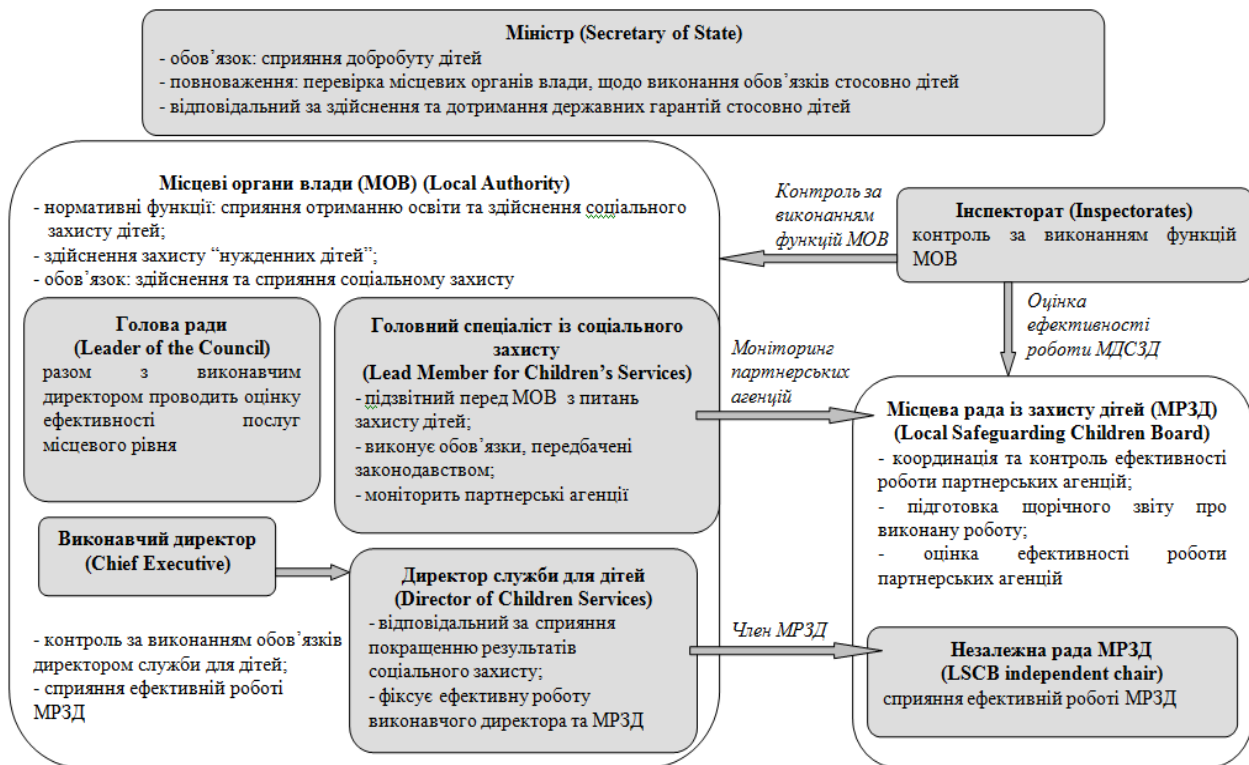 Міністр (Secretary of State)
- обов’язок: сприяння добробуту дітей
- повноваження: перевірка місцевих органів влади, щодо виконання обов’язків стосовно дітей
- відповідальний за здійснення та дотримання державних гарантій стосовно дітей
Місцеві органи влади (МОВ) (Local Authority)
- нормативні функції: сприяння отриманню освіти та здійснення соціального
захисту дітей;
- здійснення захисту “нужденних дітей”;
- обов’язок: здійснення та сприяння соціальному захисту
Голова ради
(Leader of the Council)
разом з виконавчим
директором проводить оцінку
ефективності послуг
місцевого рівня
Головний спеціаліст із соціального
захисту
(Lead Member for Children’s Services)
- підзвітний перед МОВ з питань
захисту дітей;
- виконує обов’язки, передбачені
законодавством;
- моніторить партнерські агенції
Виконавчий директор
(Chief Executive)
- контроль за виконанням обов’язків
директором служби для дітей;
- сприяння ефективній роботі
МРЗД
Директор служби для дітей
(Director of Children Services)
- відповідальний за сприяння
покращенню результатів
соціального захисту;
- фіксує ефективну роботу
виконавчого директора та МРЗД
Контроль за
виконанням
функцій МОВ
Інспекторат (Inspectorates)
контроль за виконанням функцій
МОВ
Оцінка
ефективності
роботи МДСЗД
Моніторинг
партнерських
агенцій
Місцева рада із захисту дітей (МРЗД)
(Local Safeguarding Children Board)
- координація та контроль ефективності
роботи партнерських агенцій;
- підготовка щорічного звіту про
виконану роботу;
- оцінка ефективності роботи
партнерських агенцій
Член МРЗД
Незалежна рада МРЗД
(LSCB independent chair)
сприяння ефективній роботі МРЗД